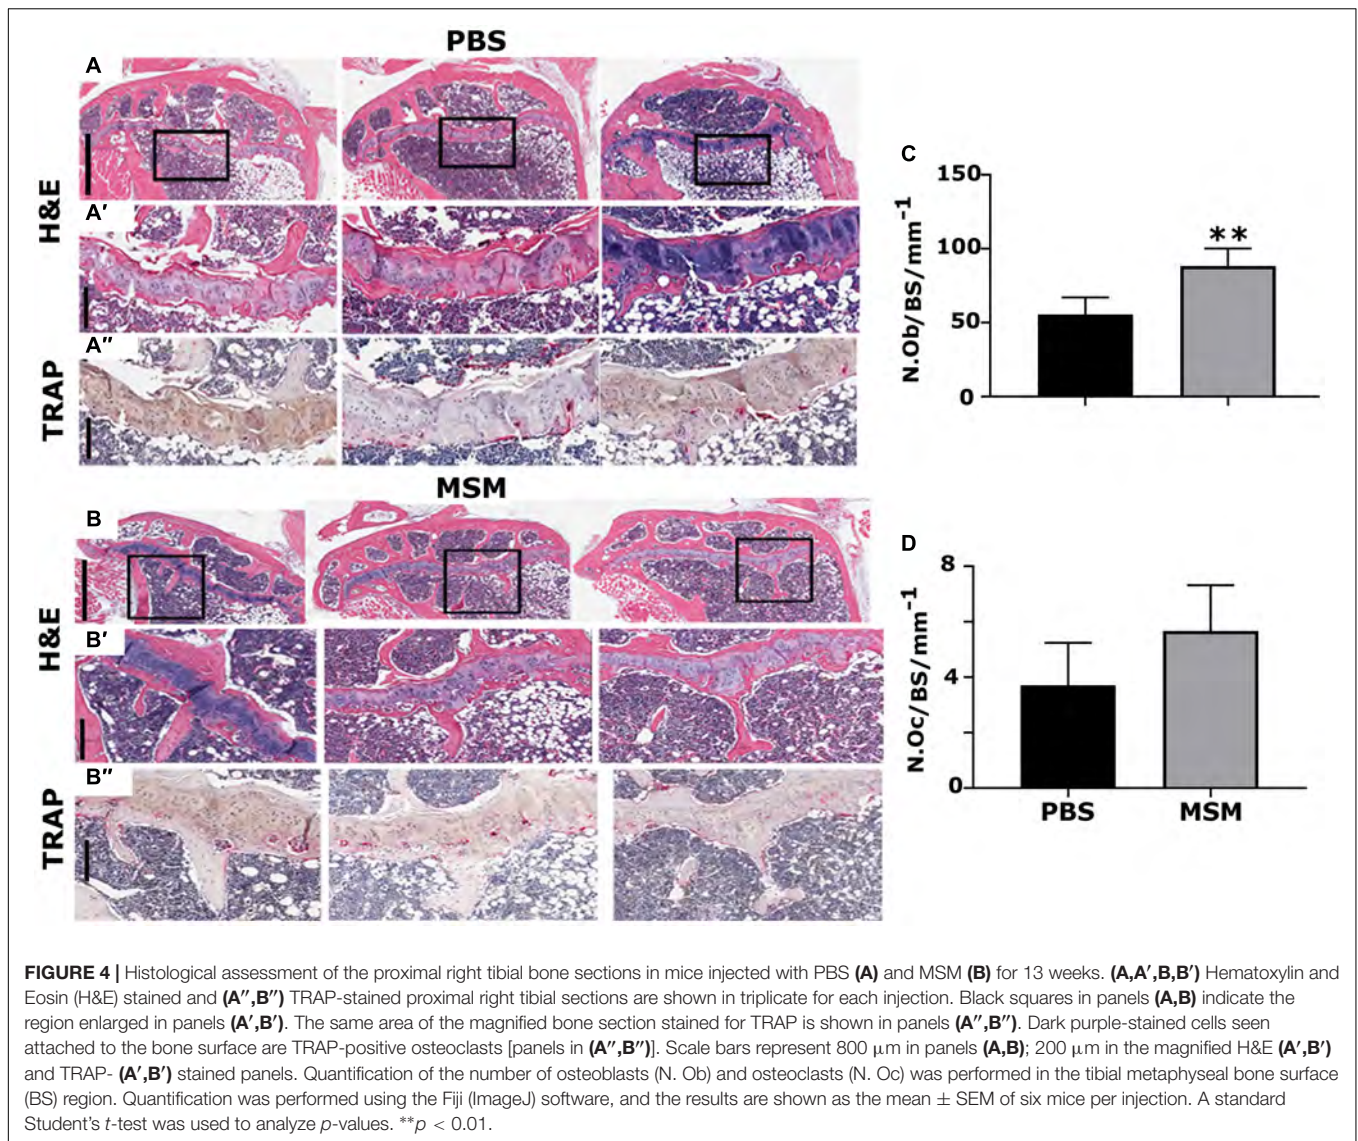 PBS
A
H&E
A′
A″
TRAP
C
N.Ob/BS/mm⁻¹
150
100
50
0
**
MSM
B
H&E
B′
B″
TRAP
D
N.Oc/BS/mm⁻¹
8
4
0
PBS MSM
FIGURE 4 | Histological assessment of the proximal right tibial bone sections in mice injected with PBS (A) and MSM (B) for 13 weeks. (A,A′,B,B′) Hematoxylin and
Eosin (H&E) stained and (A″,B″) TRAP-stained proximal right tibial sections are shown in triplicate for each injection. Black squares in panels (A,B) indicate the
region enlarged in panels (A′,B′). The same area of the magnified bone section stained for TRAP is shown in panels (A″,B″). Dark purple-stained cells seen
attached to the bone surface are TRAP-positive osteoclasts [panels in (A″,B″)]. Scale bars represent 800 μm in panels (A,B); 200 μm in the magnified H&E (A′,B′)
and TRAP- (A′,B′) stained panels. Quantification of the number of osteoblasts (N. Ob) and osteoclasts (N. Oc) was performed in the tibial metaphyseal bone surface
(BS) region. Quantification was performed using the Fiji (ImageJ) software, and the results are shown as the mean ± SEM of six mice per injection. A standard
Student's t-test was used to analyze p-values. **p < 0.01.